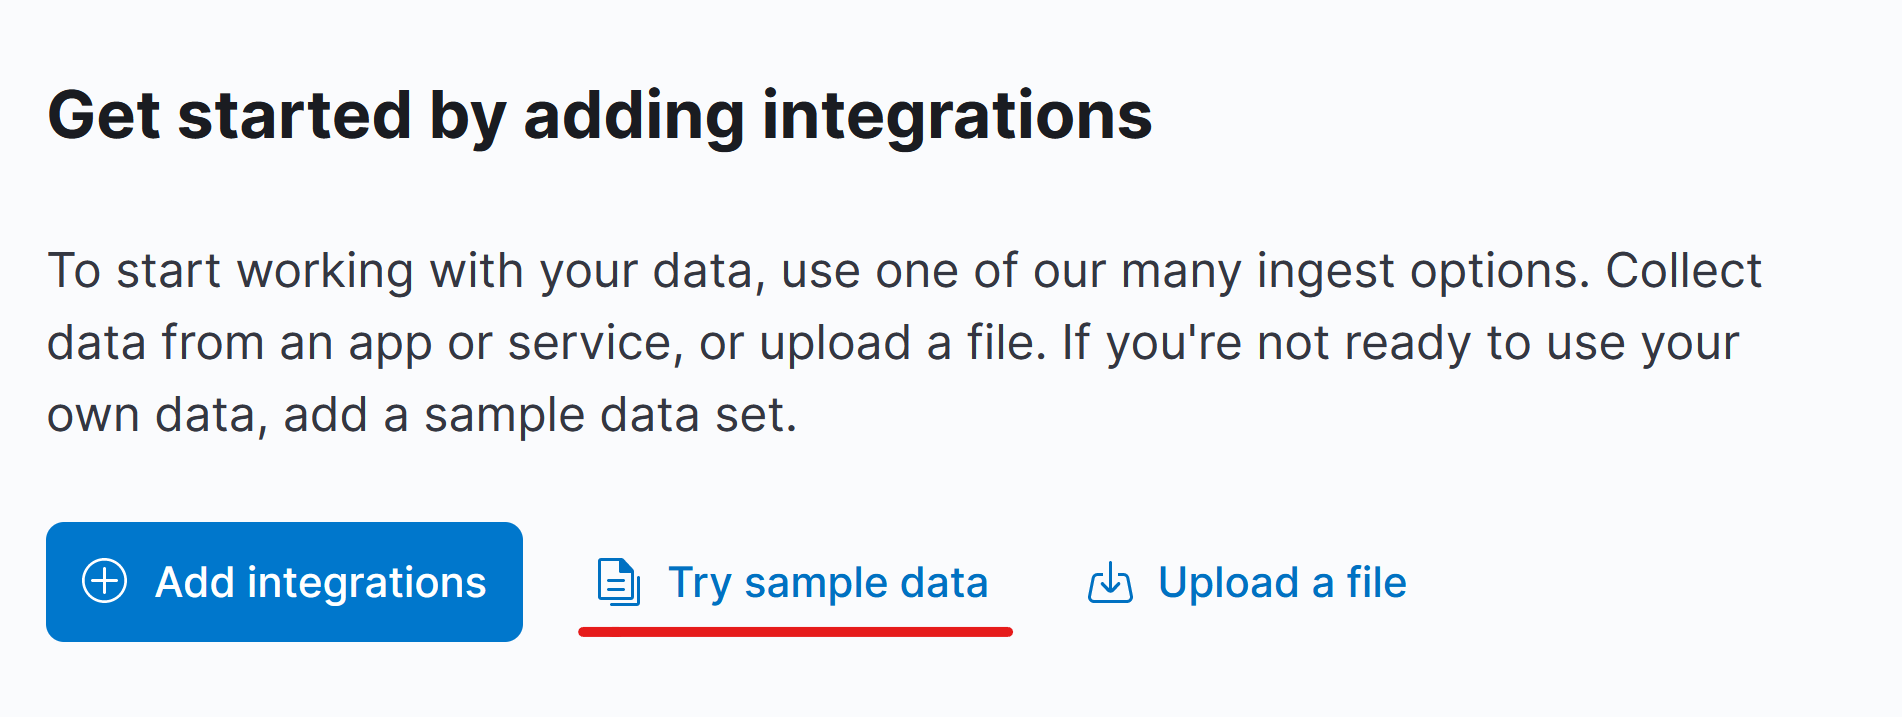 Get started by adding integrations
To start working with your data, use one of our many ingest options. Collect
data from an app or service, or upload a file. If you're not ready to use your
own data, add a sample data set.
Add integrations Try sample data Upload a file